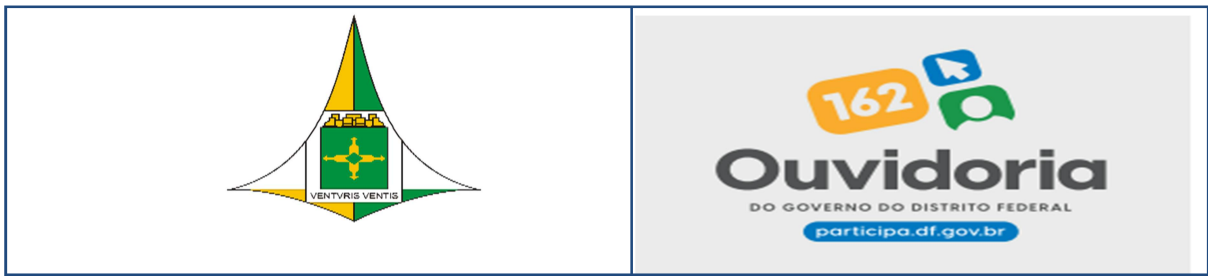 VENTVRIS VENTIS
162
Ouvidoria
DO GOVERNO DO DISTRITO FEDERAL
participa.df.gov.br